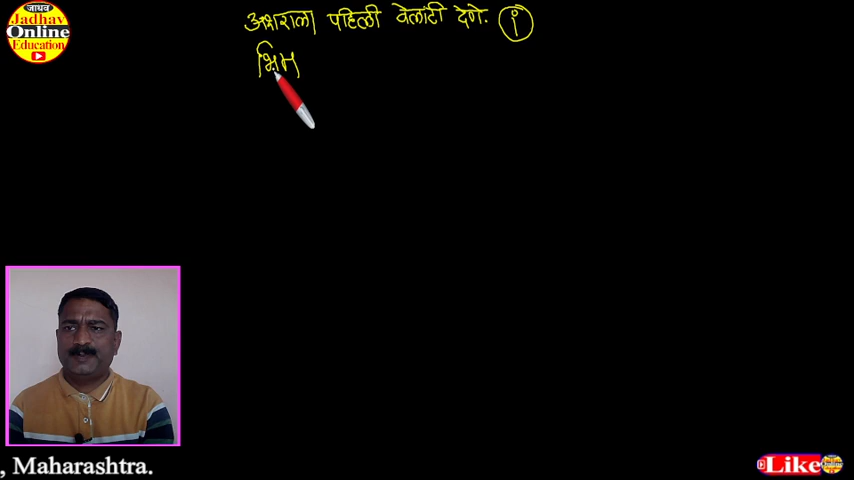 जाधव
Jadhav
Online
Education
अक्षराला पहिली वेलांटी देणे. ि
, Maharashtra.
Like